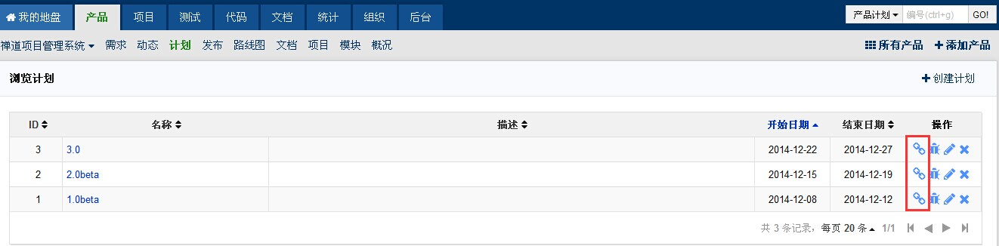 我的地盘 产品 项目 测试 代码 文档 统计 组织 后台 产品计划 编号(ctrl+g) GO!
禅道项目管理系统 需求 动态 计划 发布 路线图 文档 项目 模块 概况 所有产品 添加产品
浏览计划 创建计划
ID 名称 描述 开始日期 结束日期 操作
3 3.0 2014-12-22 2014-12-27
2 2.0beta 2014-12-15 2014-12-19
1 1.0beta 2014-12-08 2014-12-12
共 3 条记录，每页 20 条 1/1